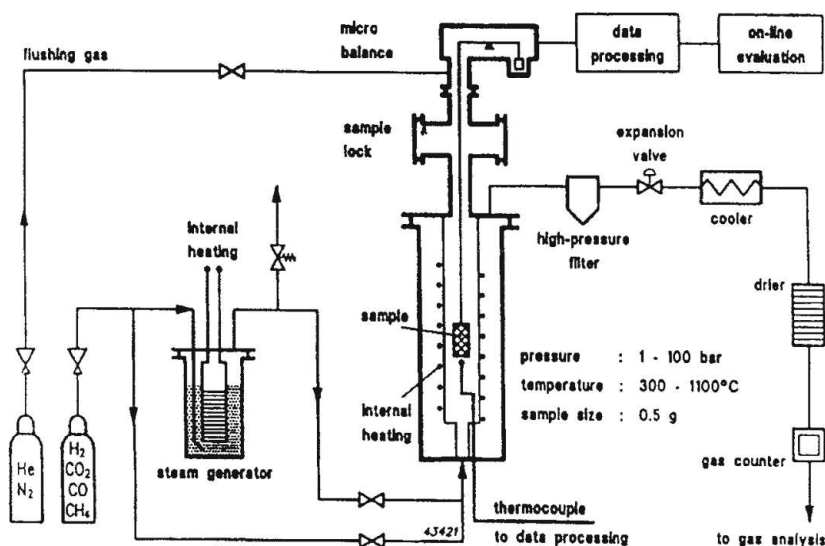 flushing gas
micro
balance
data
processing
on-line
evaluation
sample
lock
expansion
valve
cooler
high-pressure
filter
internal
heating
drier
sample
pressure : 1 - 100 bar
temperature : 300 - 1100°C
sample size : 0.5 g
internal
heating
steam generator
He
N2
H2
CO2
CO
CH4
gas counter
thermocouple
to data processing
43421
to gas analysis